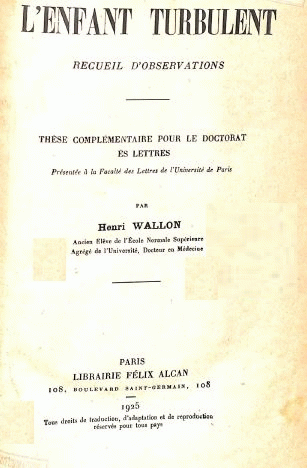 L'ENFANT TURBULENT
RECUEIL D'OBSERVATIONS
THÈSE COMPLÉMENTAIRE POUR LE DOCTORAT
ÈS LETTRES
Présentée à la Faculté des Lettres de l'Université de Paris
PAR
Henri WALLON
Ancien Élève de l'École Normale Supérieure
Agrégé de l'Université, Docteur en Médecine
PARIS
LIBRAIRIE FÉLIX ALCAN
108, BOULEVARD SAINT-GERMAIN, 108
1925
Tous droits de traduction, d'adaptation et de reproduction
réservés pour tous pays